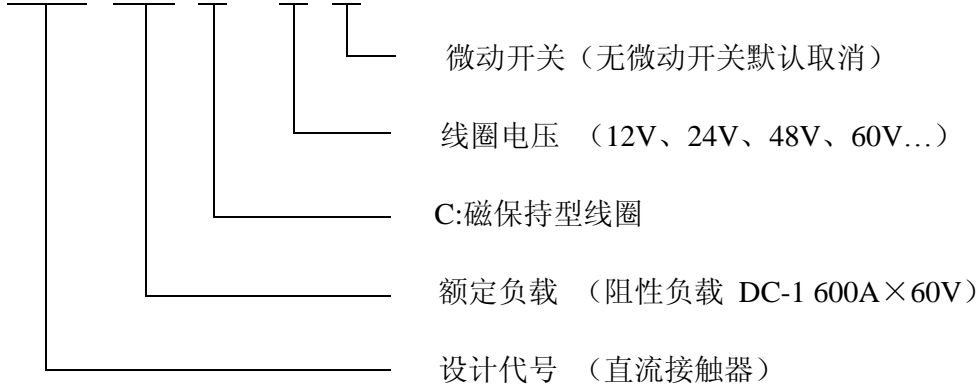 微动开关（无微动开关默认取消）
线圈电压 （12V、24V、48V、60V…）
C:磁保持型线圈
额定负载 （阻性负载 DC-1 600A×60V）
设计代号 （直流接触器）